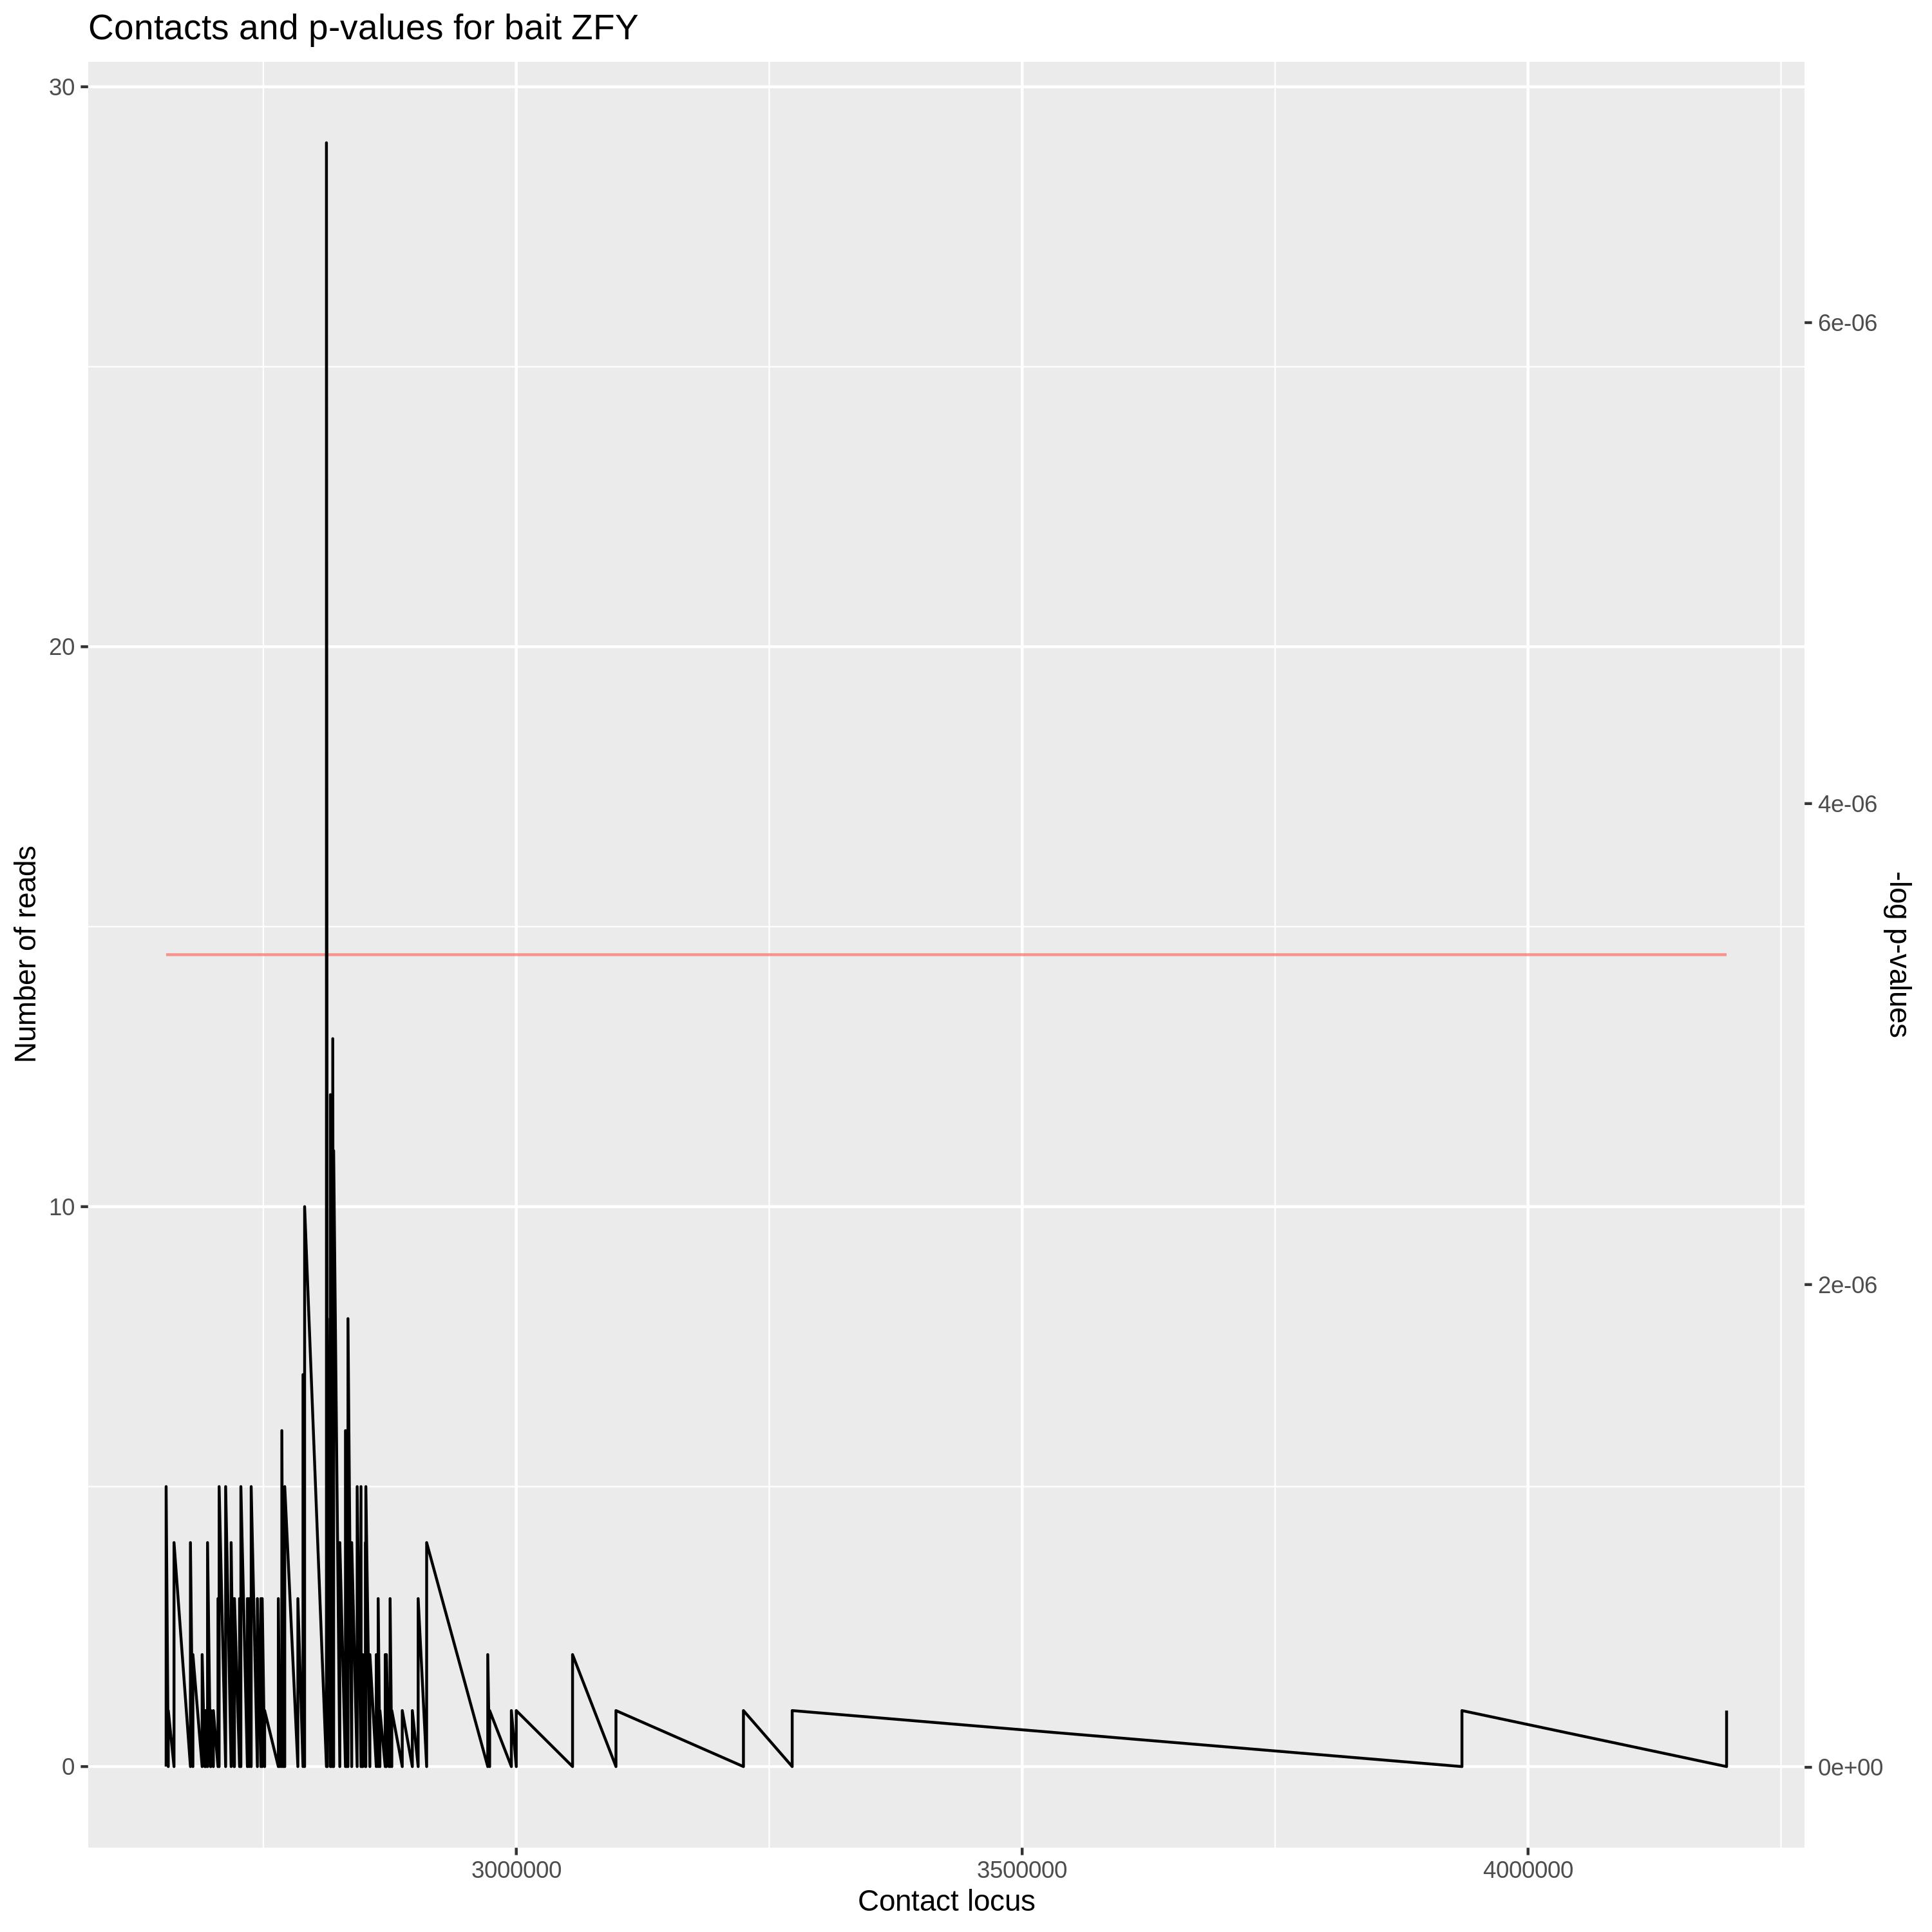 Contacts and p-values for bait ZFY
30
20
10
0
Number of reads
6e-06
4e-06
2e-06
0e+00
-log p-values
3000000
3500000
4000000
Contact locus